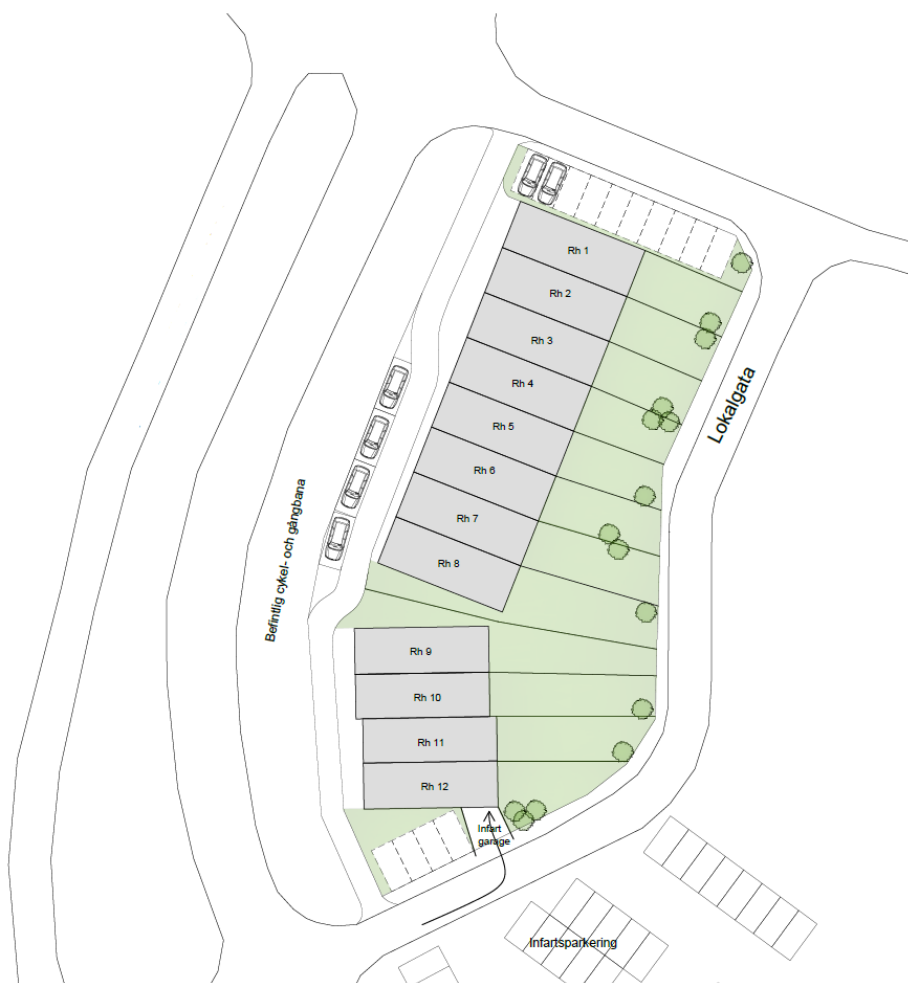 Rh 1
Rh 2
Rh 3
Rh 4
Rh 5
Rh 6
Rh 7
Rh 8
Lokalgata
Befintlig cykel- och gångbana
Rh 9
Rh 10
Rh 11
Rh 12
Infart
garage
Infartsparkering